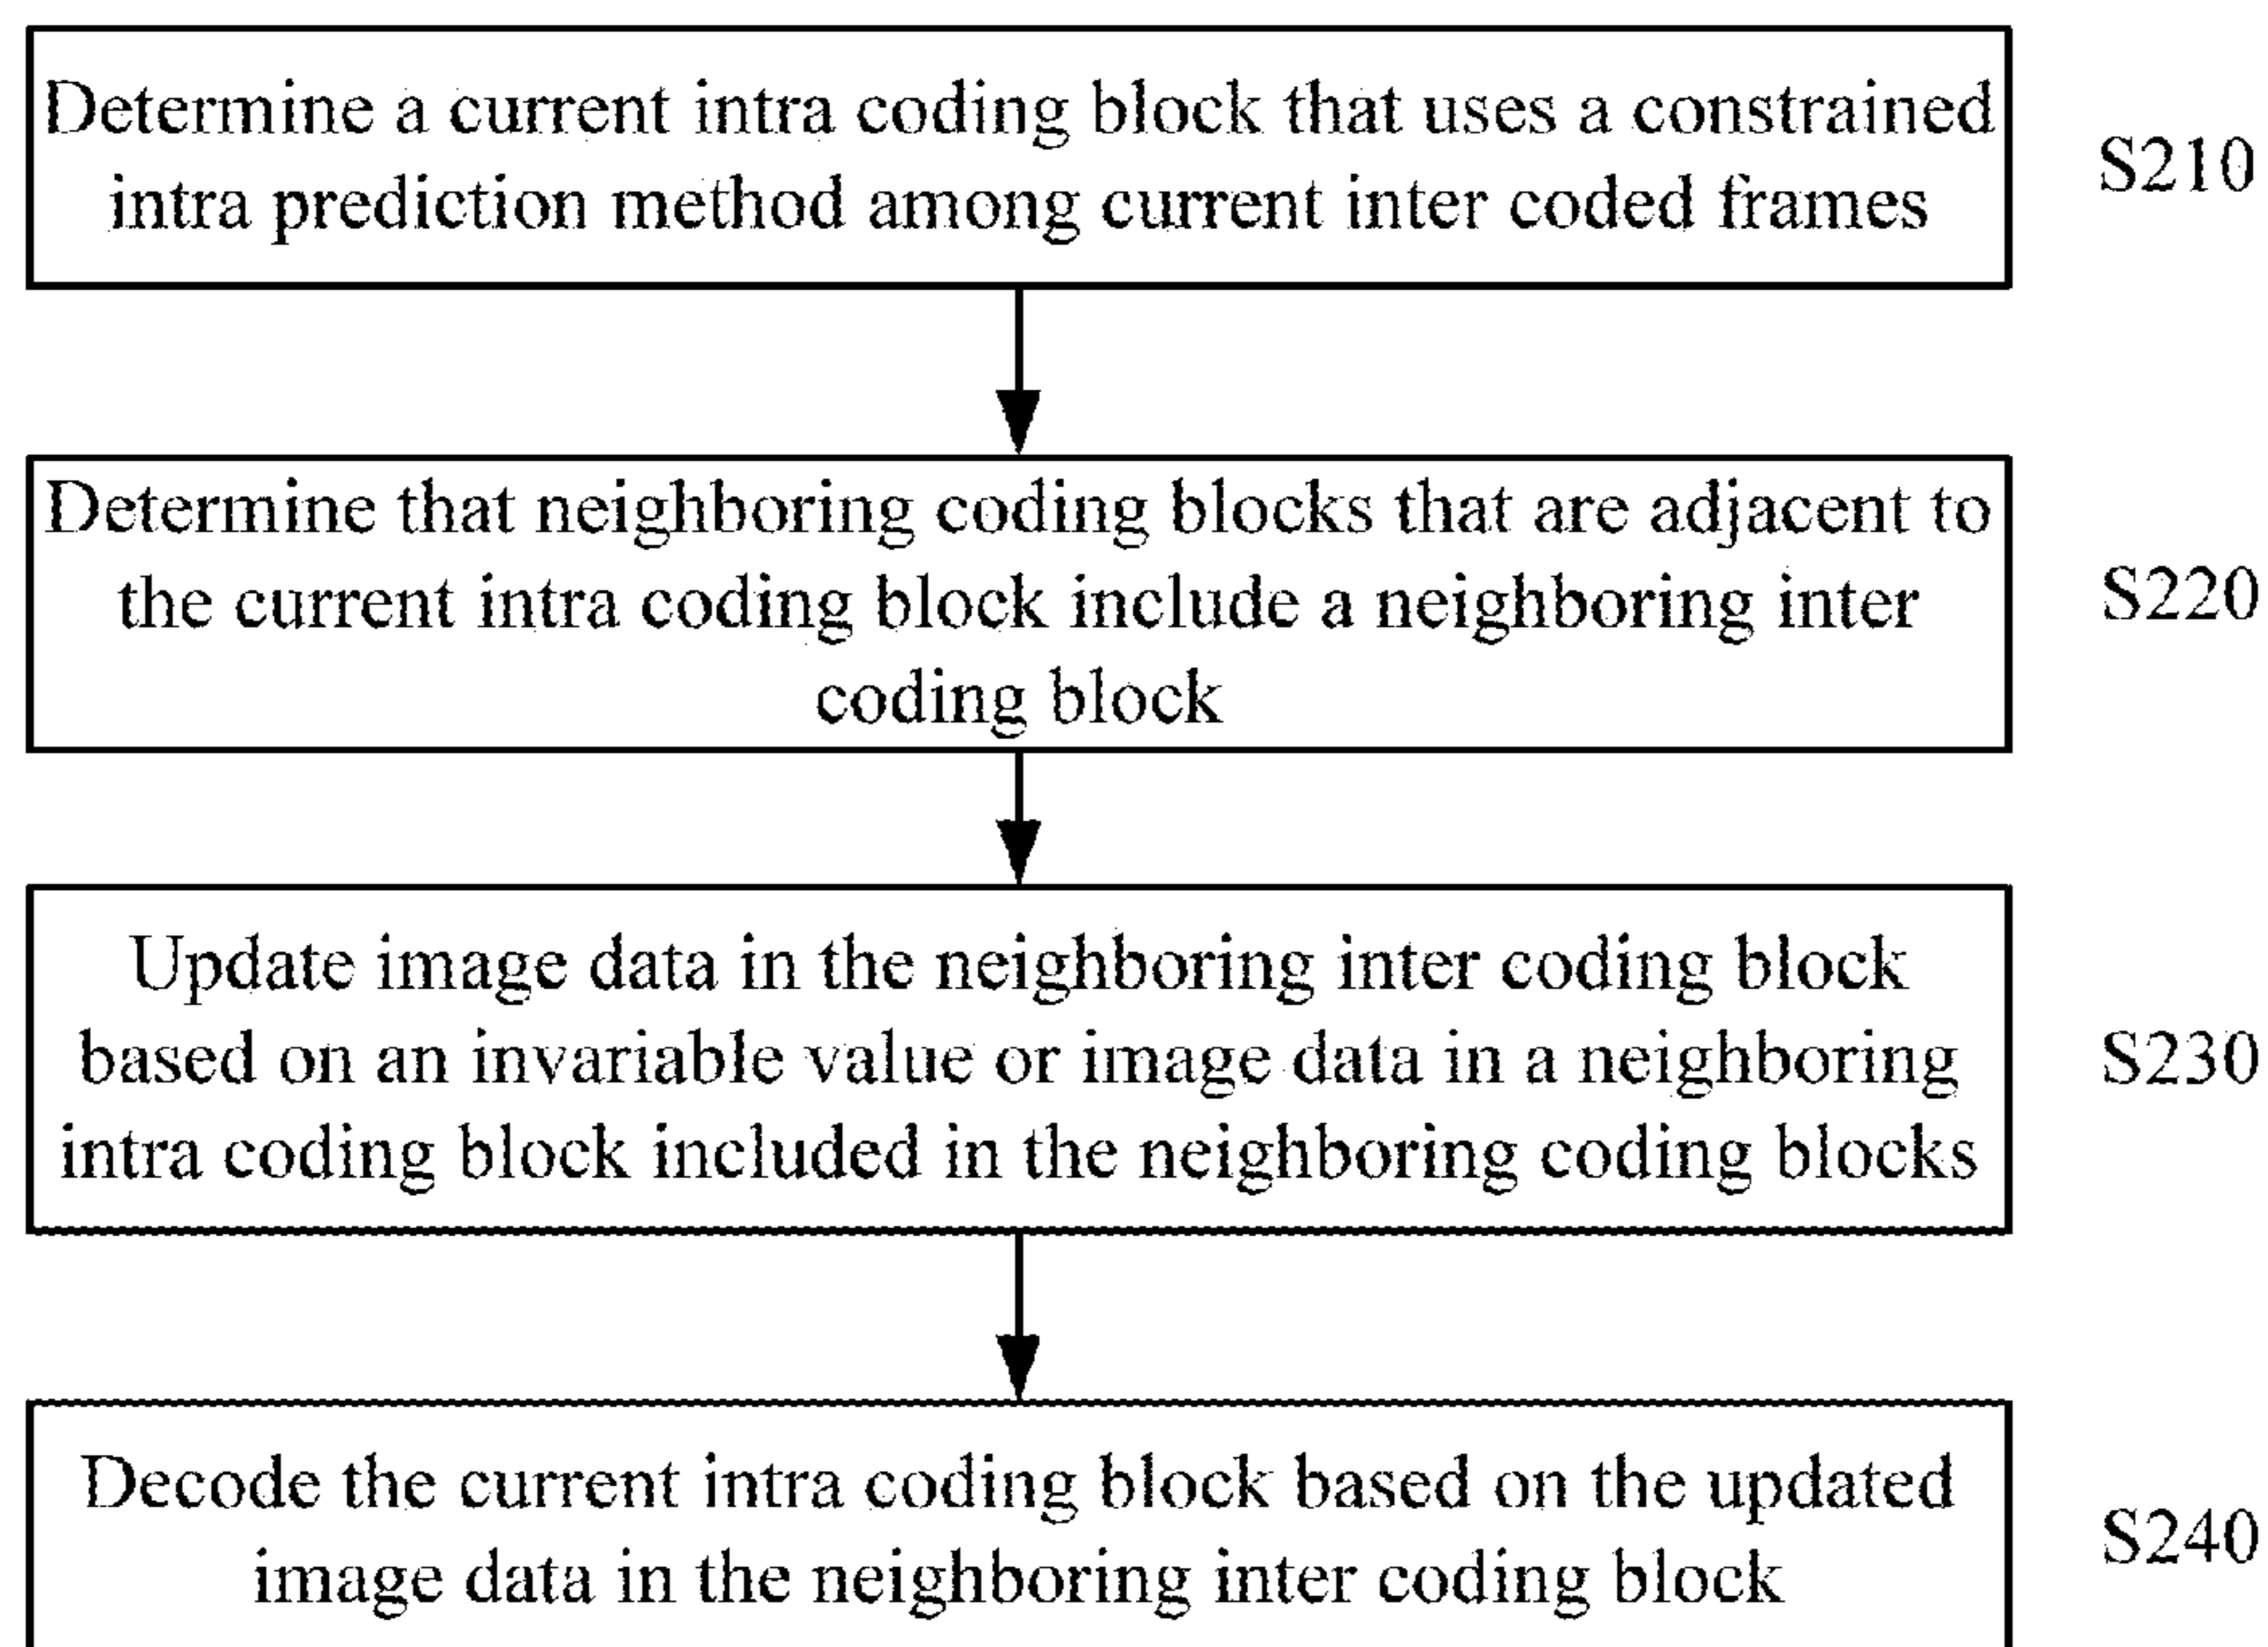 Determine a current intra coding block that uses a constrained
intra prediction method among current inter coded frames
S210
Determine that neighboring coding blocks that are adjacent to
the current intra coding block include a neighboring inter
coding block
S220
Update image data in the neighboring inter coding block
based on an invariable value or image data in a neighboring
intra coding block included in the neighboring coding blocks
S230
Decode the current intra coding block based on the updated
image data in the neighboring inter coding block
S240